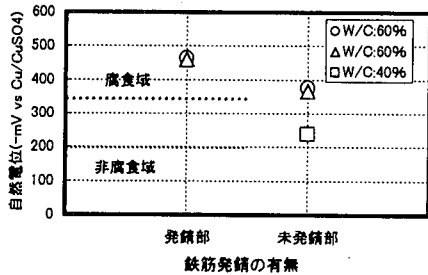 600
500
400
300
200
100
0
自然電位(-mV vs Cu/CuSO4)
腐食域
非腐食域
○W/C:60%
△W/C:60%
□W/C:40%
発錆部
未発錆部
鉄筋発錆の有無